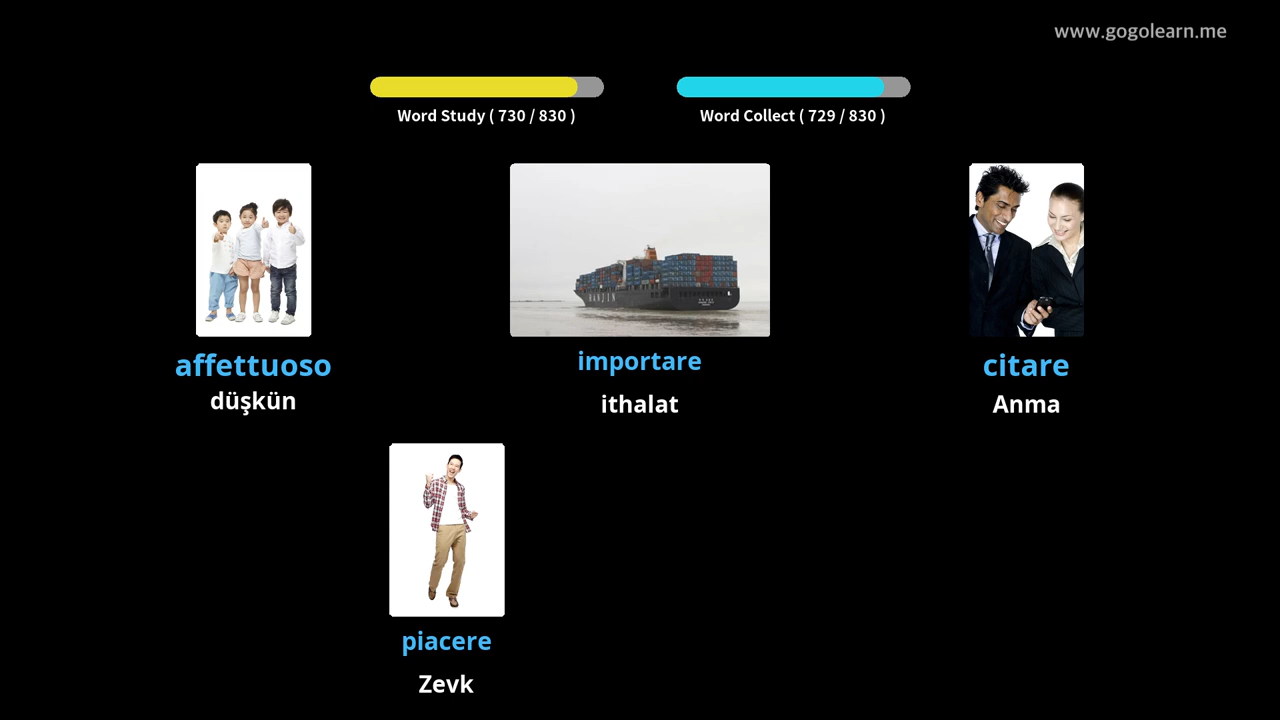 www.gogolearn.me
Word Study ( 730 / 830 )
Word Collect ( 729 / 830 )
HANJIN
affettuoso
düşkün
importare
ithalat
citare
Anma
piacere
Zevk